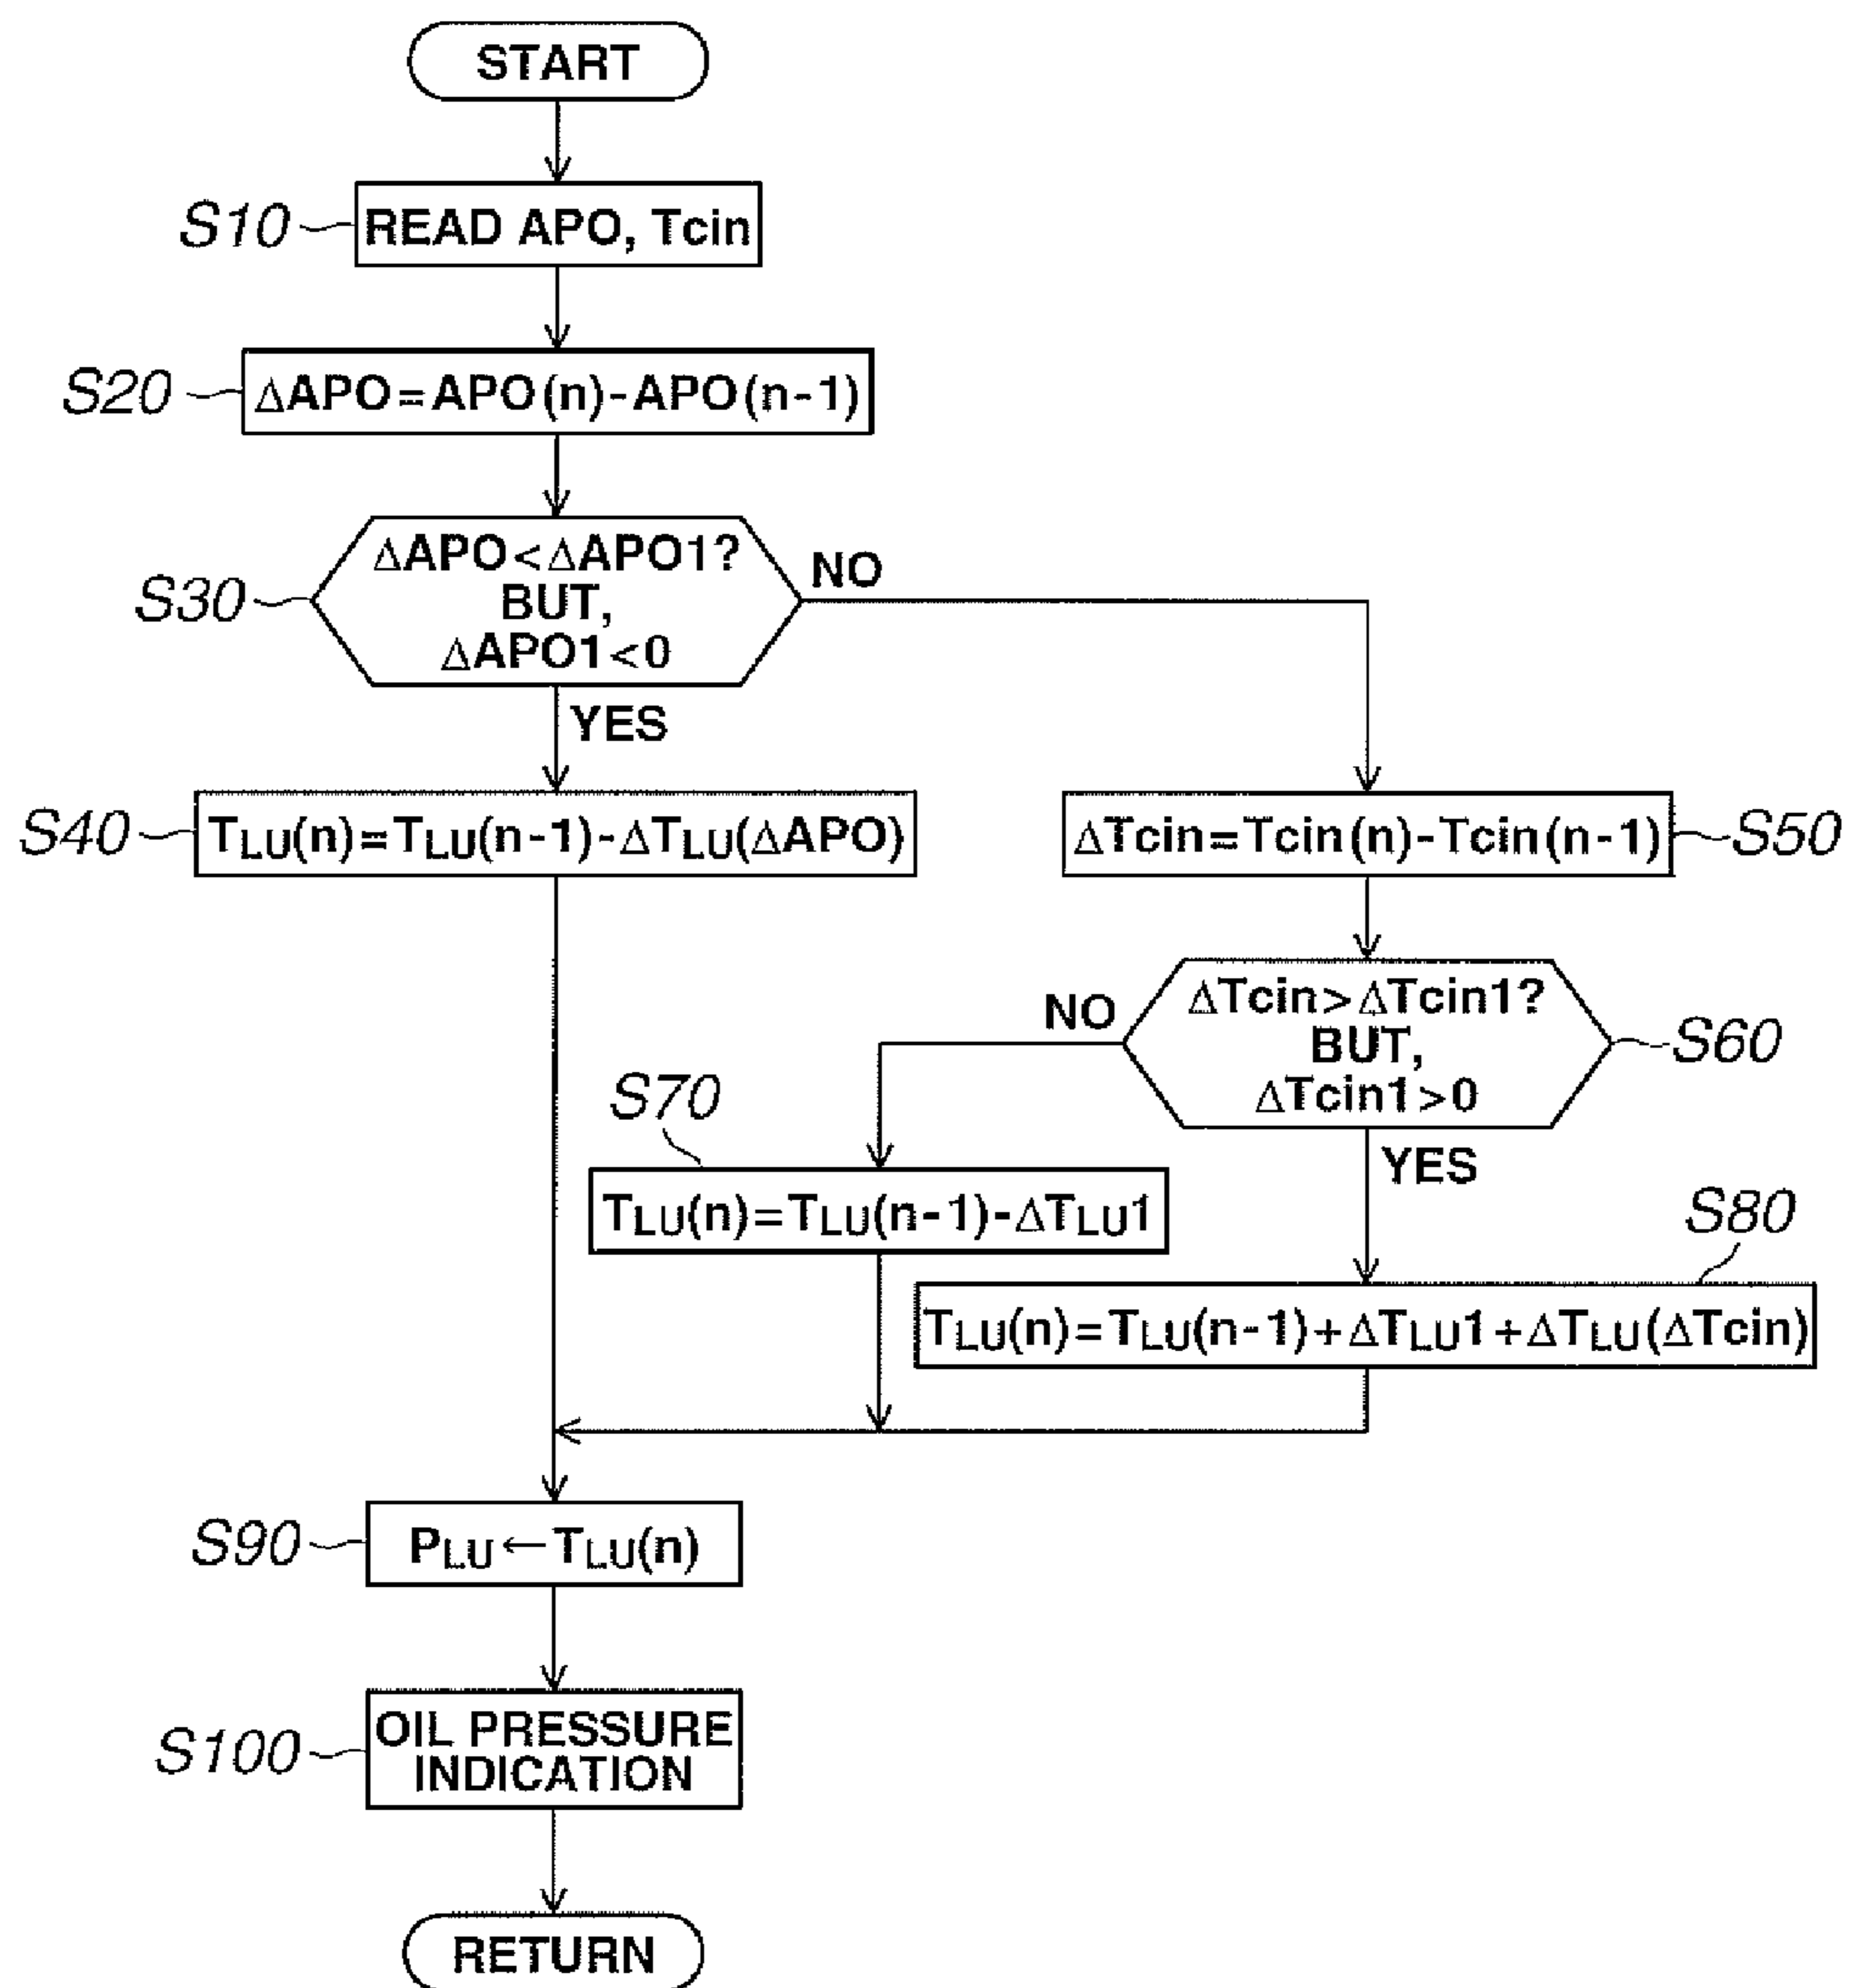 START
S10
READ APO, Tcin
S20
ΔAPO=APO(n)-APO(n-1)
S30
ΔAPO<ΔAPO1?
BUT,
ΔAPO1<0
NO
YES
S40
TLU(n)=TLU(n-1)-ΔTLU(ΔAPO)
ΔTcin=Tcin(n)-Tcin(n-1)
S50
ΔTcin>ΔTcin1?
BUT,
ΔTcin1>0
S60
NO
YES
S70
TLU(n)=TLU(n-1)-ΔTLU1
S80
TLU(n)=TLU(n-1)+ΔTLU1+ΔTLU(ΔTcin)
S90
PLU←TLU(n)
S100
OIL PRESSURE
INDICATION
RETURN